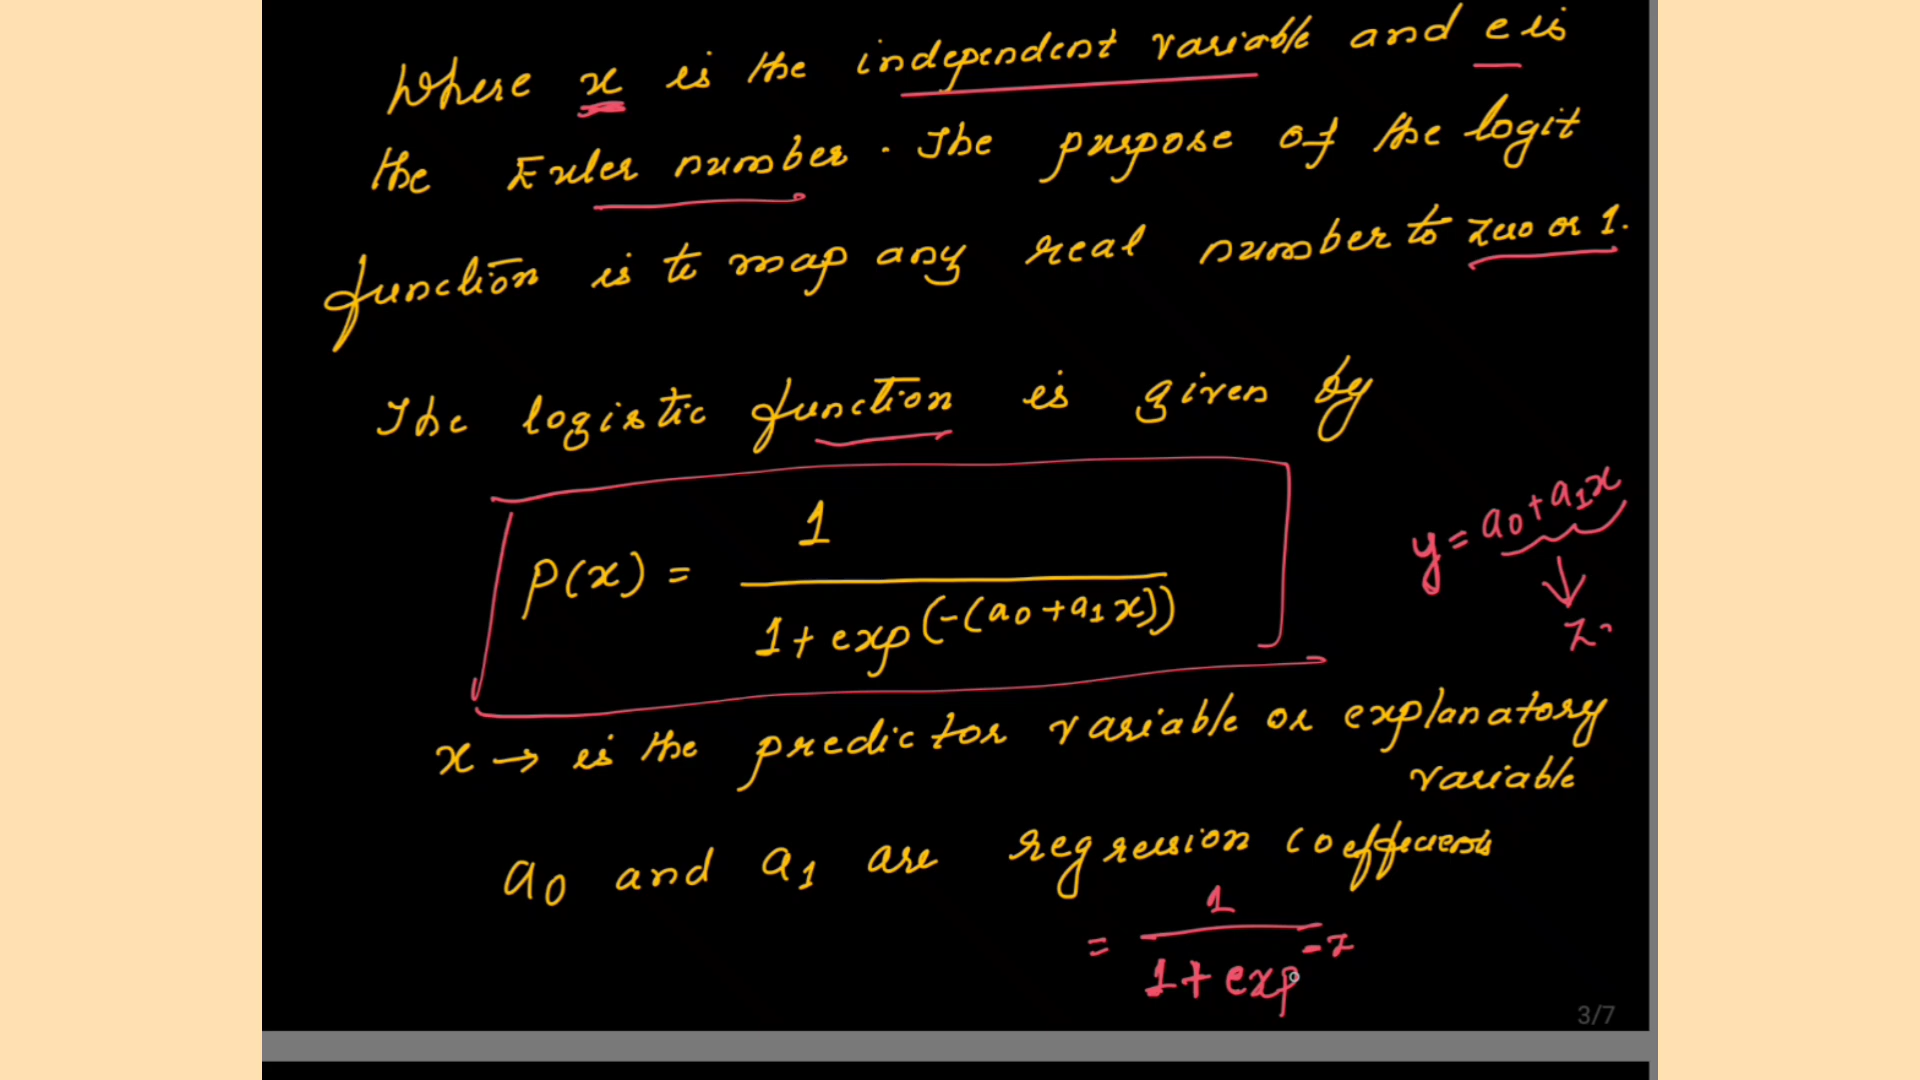 Where x is the independent variable and e is
the Euler number. The purpose of the logit
function is to map any real number to zero or 1.
The logistic function is given by
P(x) = 1 / 1 + exp^(-(a0 + a1 x))
y = a0 + a1x
↓
z
x → is the predictor variable or explanatory
variable
a0 and a1 are regression coefficients
= 1 / 1 + exp^-z
3/7